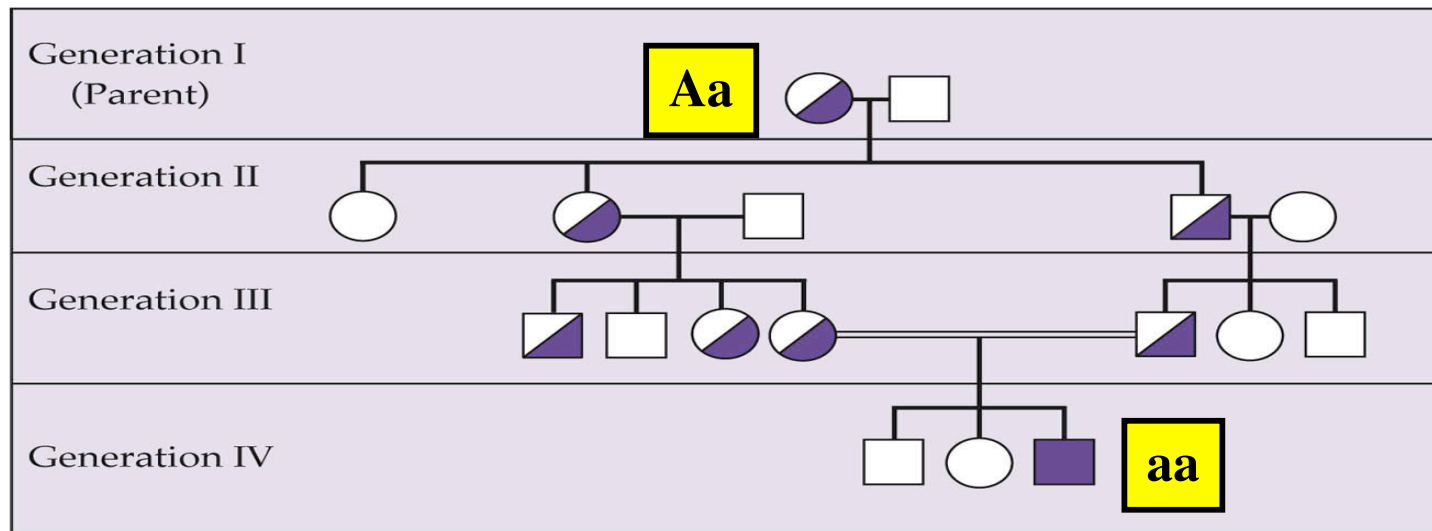 Generation I
(Parent)
Aa
Generation II
Generation III
Generation IV
aa